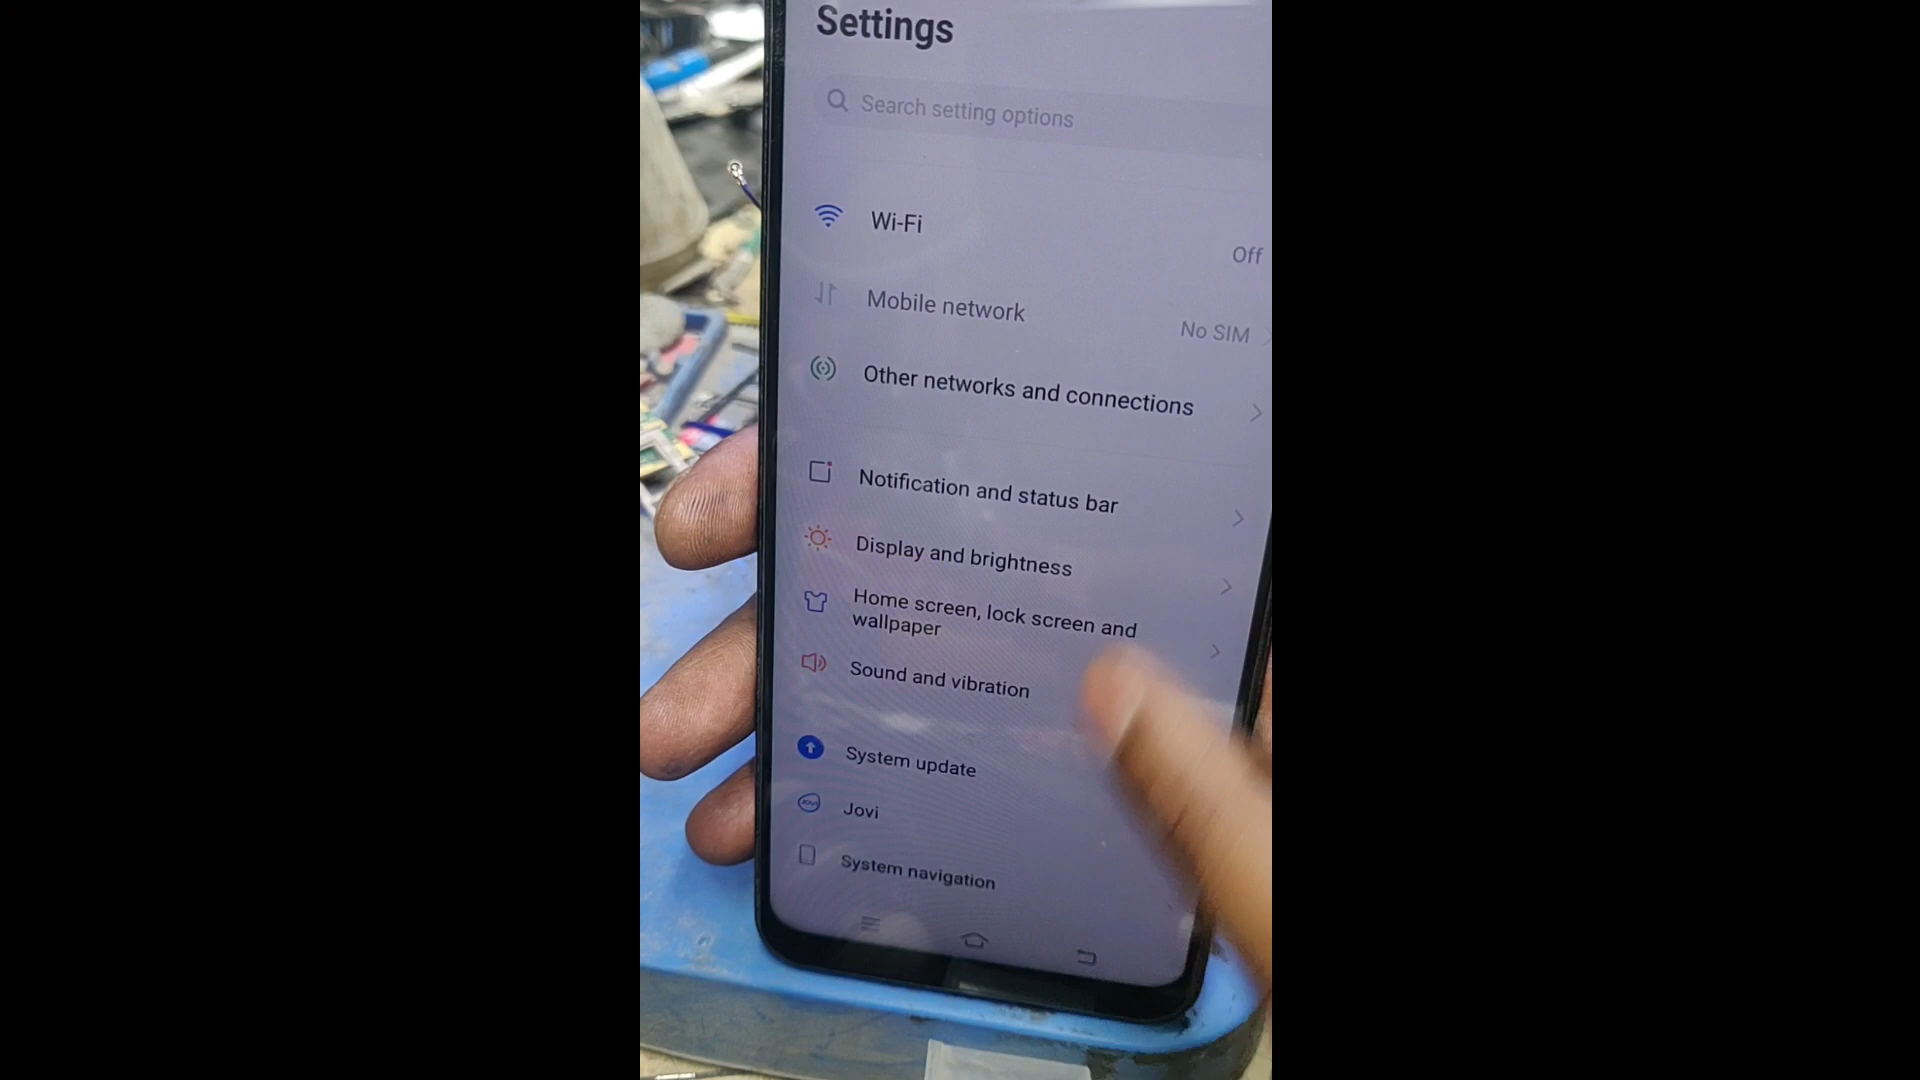 Settings
Search setting options
Wi-Fi
Off
Mobile network
No SIM
Other networks and connections
Notification and status bar
Display and brightness
Home screen, lock screen and
wallpaper
Sound and vibration
System update
Jovi
System navigation